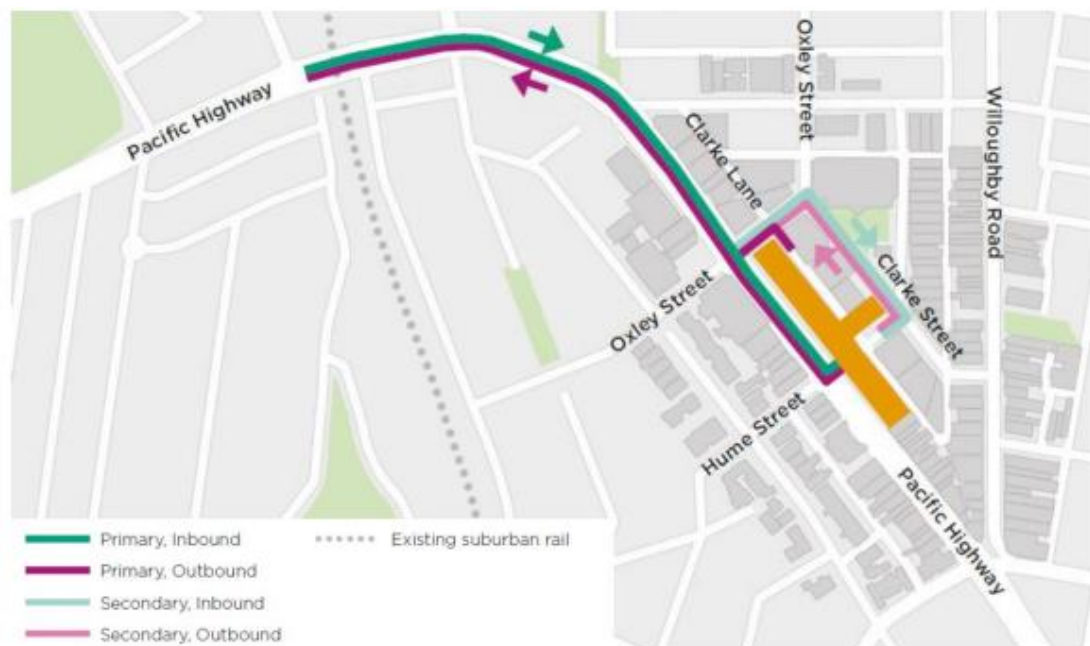 Pacific Highway
Oxley Street
Clarke Lane
Willoughby Road
Oxley Street
Clarke Street
Hume Street
Pacific Highway
Primary, Inbound
Existing suburban rail
Primary, Outbound
Secondary, Inbound
Secondary, Outbound